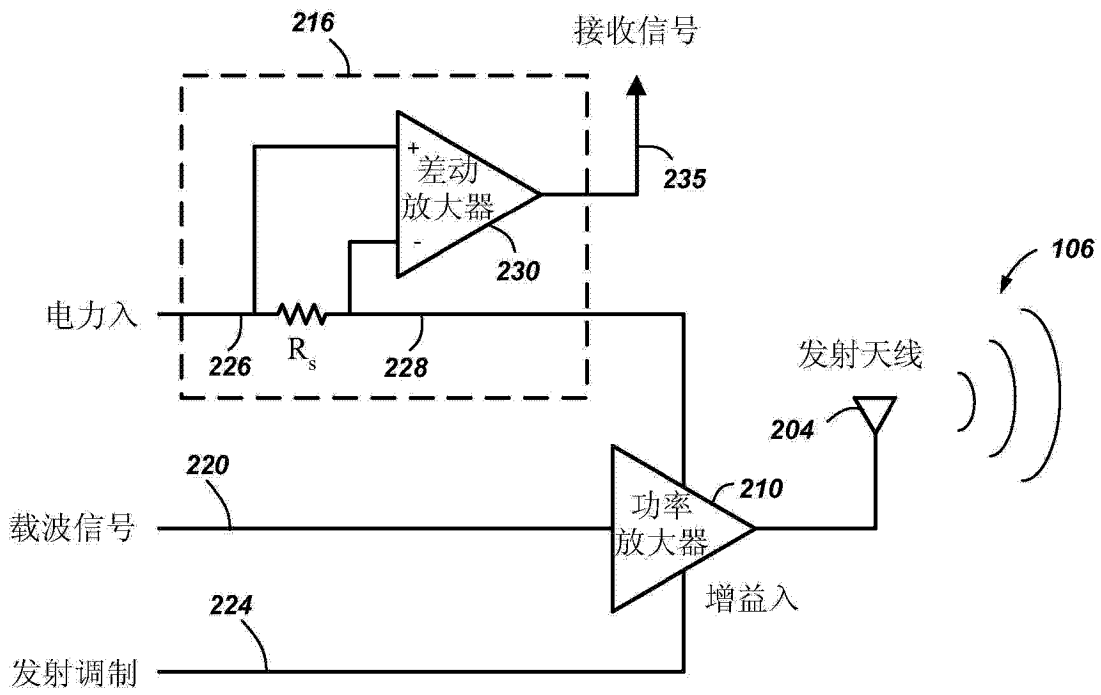 216
接收信号
+
差动
放大器
-
230
235
106
电力入
226
Rs
228
发射天线
204
220
载波信号
功率
放大器
210
增益入
224
发射调制